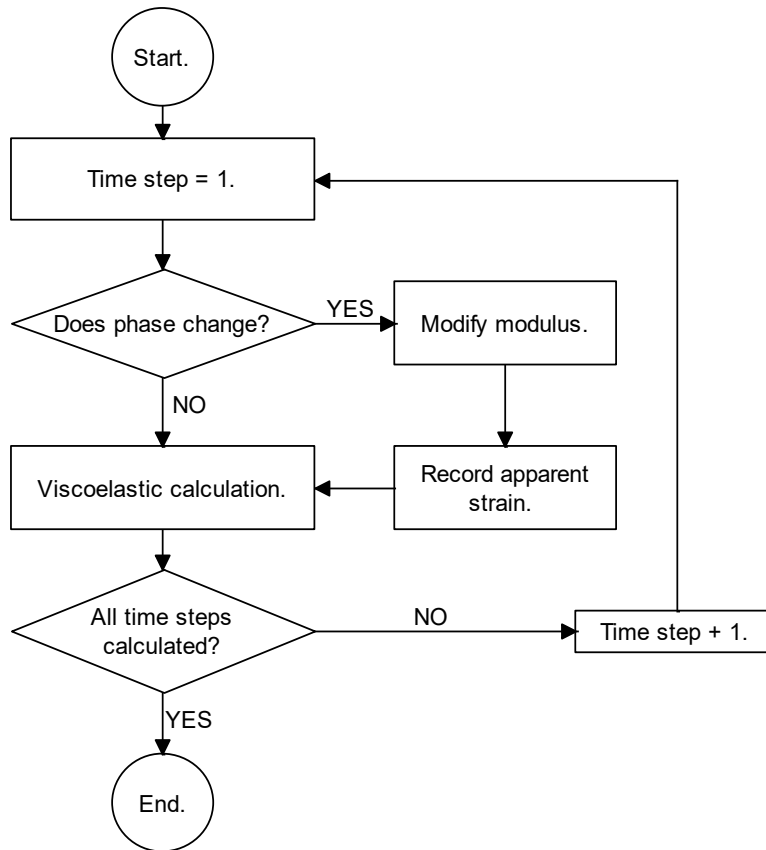 Start.
Time step = 1.
Does phase change?
YES
Modify modulus.
NO
Viscoelastic calculation.
Record apparent
strain.
All time steps
calculated?
NO
Time step + 1.
YES
End.